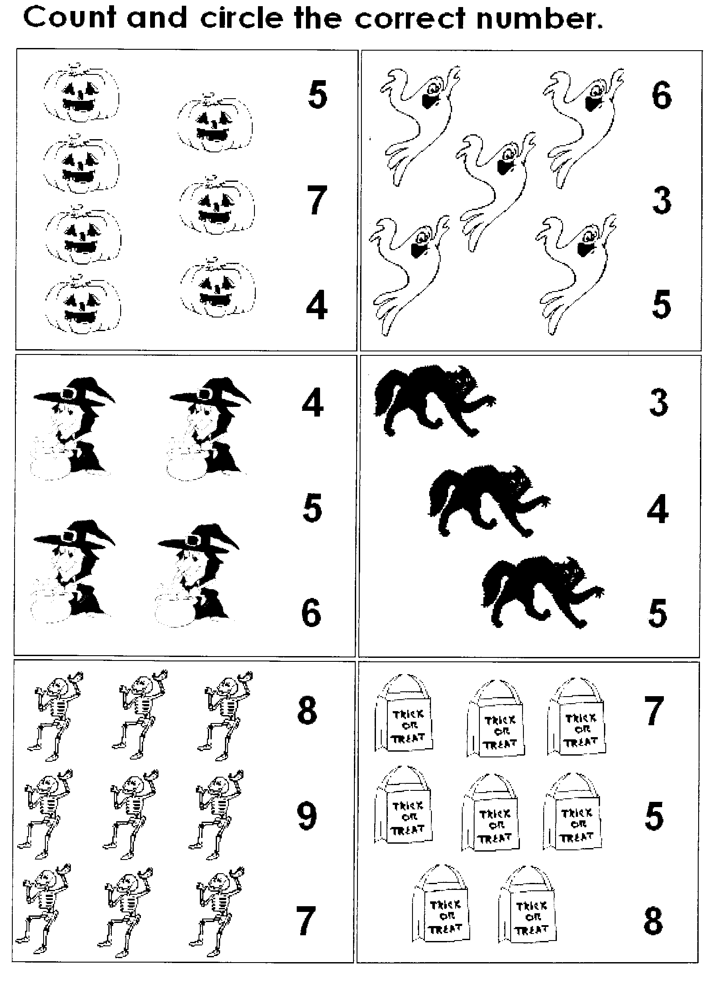 Count and circle the correct number.
5
7
4
6
3
5
4
5
6
3
4
5
8
9
7
TRICK
OR
TREAT
TRICK
OR
TREAT
TRICK
OR
TREAT
TRICK
OR
TREAT
TRICK
OR
TREAT
TRICK
OR
TREAT
TRICK
OR
TREAT
TRICK
OR
TREAT
7
5
8